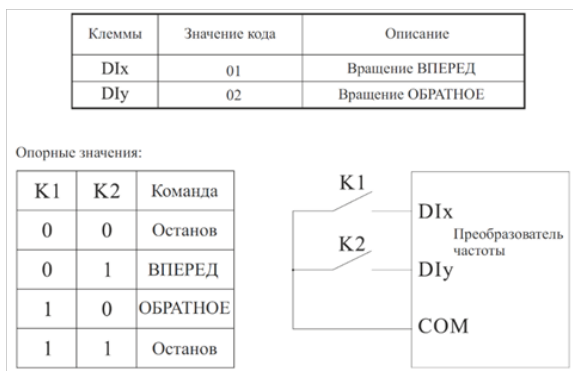 Клеммы Значение кода Описание
DIx 01 Вращение ВПЕРЕД
DIy 02 Вращение ОБРАТНОЕ
Опорные значения:
K1 K2 Команда
0 0 Останов
0 1 ВПЕРЕД
1 0 ОБРАТНОЕ
1 1 Останов
K1
DIx
Преобразователь
частоты
K2
DIy
COM